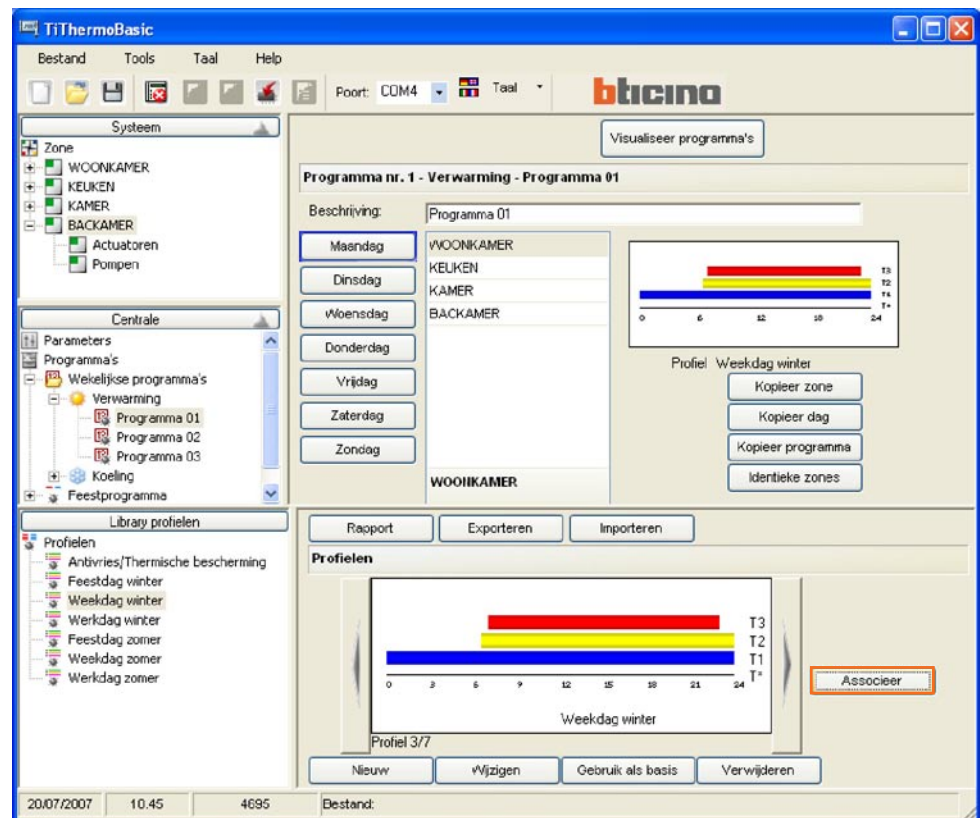 TiThermoBasic
Bestand Tools Taal Help
Poort: COM4 Taal bticino
Systeem
Zone
WOONKAMER
KEUKEN
KAMER
BACKAMER
Actuatoren
Pompen
Centrale
Parameters
Programma's
Wekelijkse programma's
Verwarming
Programma 01
Programma 02
Programma 03
Koeling
Feestprogramma
Library profielen
Profielen
Antivries/Thermische bescherming
Feestdag winter
Weekdag winter
Werkdag winter
Feestdag zomer
Weekdag zomer
Werkdag zomer
Visualiseer programma's
Programma nr. 1 - Verwarming - Programma 01
Beschrijving: Programma 01
Maandag
Dinsdag
Woensdag
Donderdag
Vrijdag
Zaterdag
Zondag
WOONKAMER
KEUKEN
KAMER
BACKAMER
WOONKAMER
T3
T2
T1
T*
0 6 12 18 24
Profiel Weekdag winter
Kopieer zone
Kopieer dag
Kopieer programma
Identieke zones
Rapport Exporteren Importeren
Profielen
T3
T2
T1
T*
0 3 6 9 12 15 18 21 24
Weekdag winter
Profiel 3/7
Associeer
Nieuw Wijzigen Gebruik als basis Verwijderen
20/07/2007 10.45 4695 Bestand: